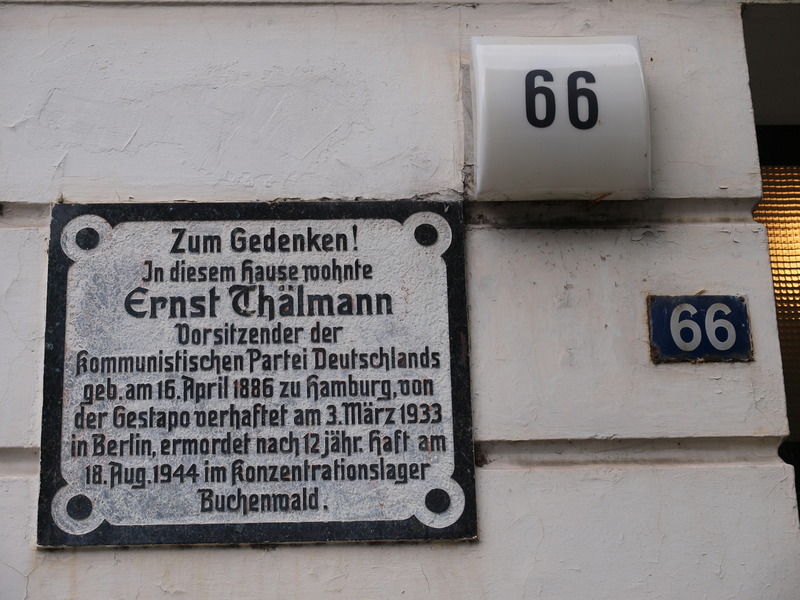 66
Zum Gedenken!
In diesem Hause wohnte
Ernst Thälmann
Vorsitzender der
Kommunistischen Partei Deutschlands
geb. am 16. April 1886 zu Hamburg, von
der Gestapo verhaftet am 3. März 1933
in Berlin, ermordet nach 12 jähr. Haft am
18. Aug. 1944 im Konzentrationslager
Buchenwald.
66